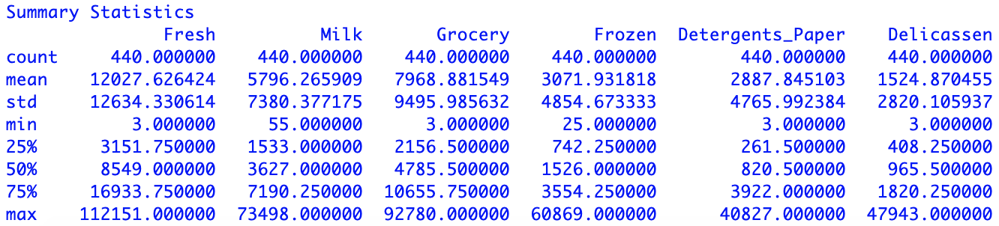 Summary Statistics
Fresh Milk Grocery Frozen Detergents_Paper Delicassen
count 440.000000 440.000000 440.000000 440.000000 440.000000 440.000000
mean 12027.626424 5796.265909 7968.881549 3071.931818 2887.845103 1524.870455
std 12634.330614 7380.377175 9495.985632 4854.673333 4765.992384 2820.105937
min 3.000000 55.000000 3.000000 25.000000 3.000000 3.000000
25% 3151.750000 1533.000000 2156.500000 742.250000 261.500000 408.250000
50% 8549.000000 3627.000000 4785.500000 1526.000000 820.500000 965.500000
75% 16933.750000 7190.250000 10655.750000 3554.250000 3922.000000 1820.250000
max 112151.000000 73498.000000 92780.000000 60869.000000 40827.000000 47943.000000